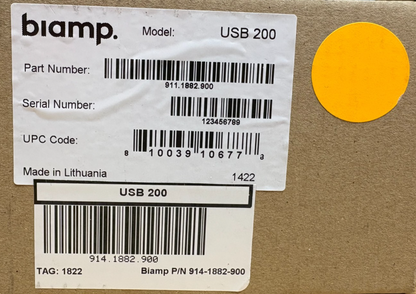 biamp. Model: USB 200
Part Number:
911.1882.900
Serial Number:
123456789
UPC Code:
8 10039 10677 3
Made in Lithuania 1422
USB 200
914.1882.900
TAG: 1822 Biamp P/N 914-1882-900